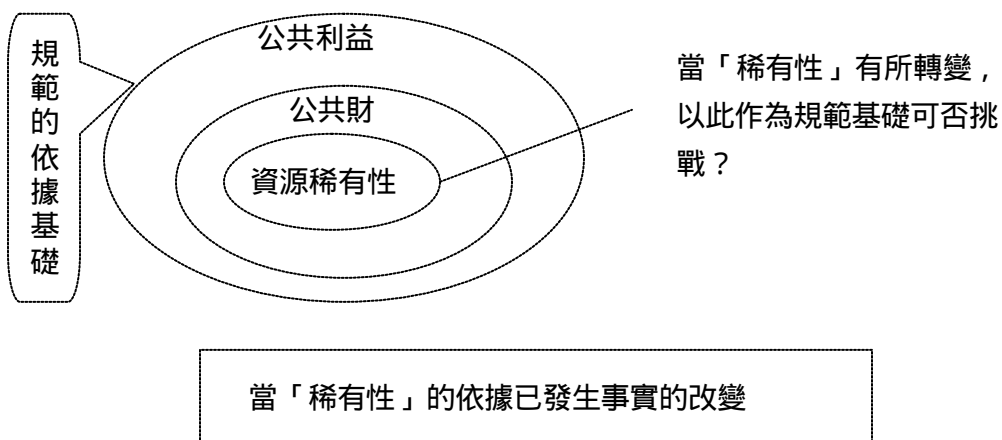 規範的依據基礎
公共利益
公共財
資源稀有性
當「稀有性」有所轉變，
以此作為規範基礎可否挑
戰？
當「稀有性」的依據已發生事實的改變